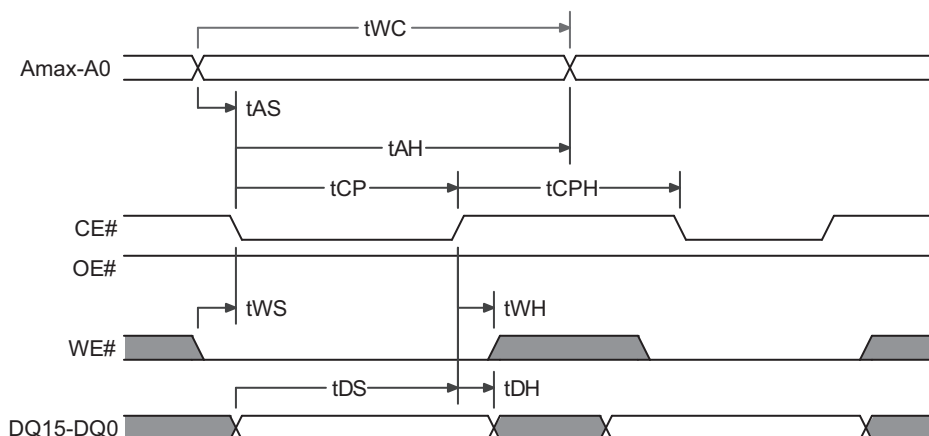 tWC
Amax-A0
tAS
tAH
tCP
tCPH
CE#
OE#
tWS
tWH
WE#
tDS
tDH
DQ15-DQ0